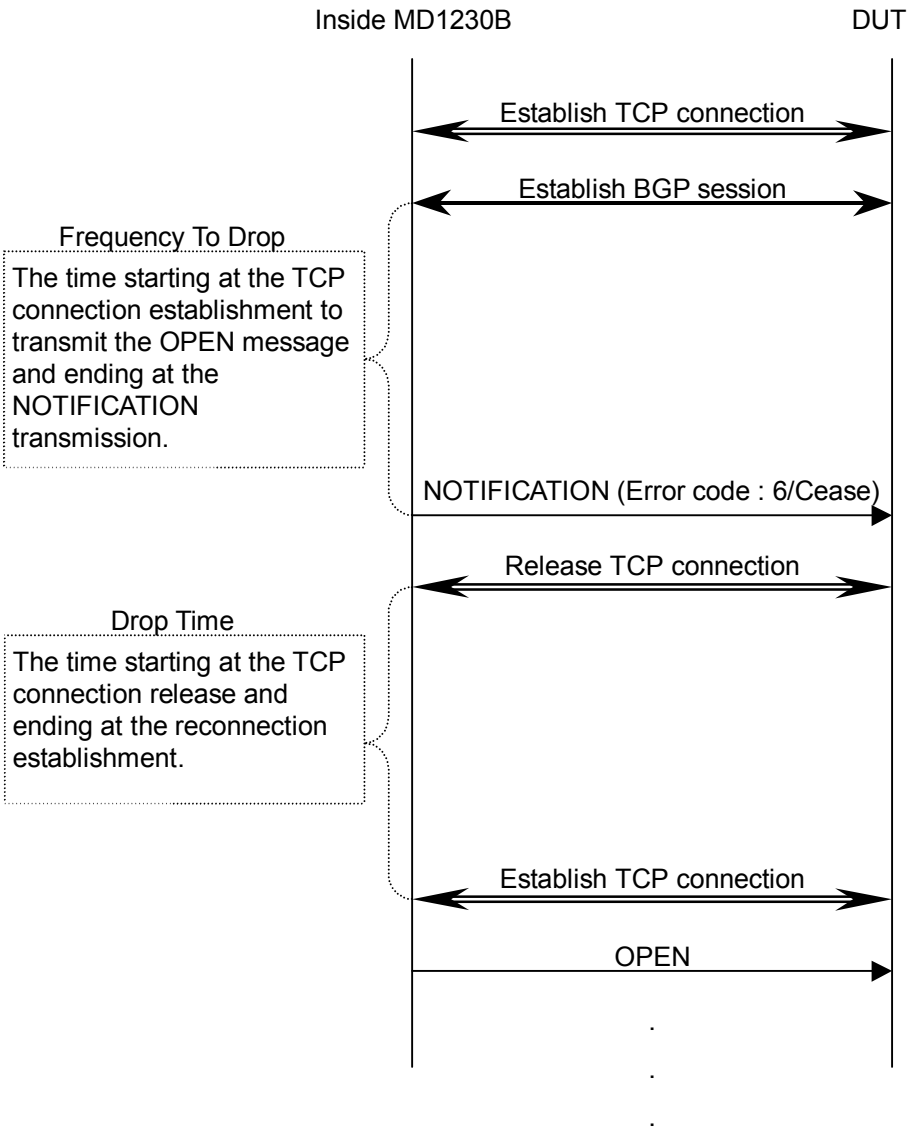 Inside MD1230B
DUT
Establish TCP connection
Establish BGP session
Frequency To Drop
The time starting at the TCP
connection establishment to
transmit the OPEN message
and ending at the
NOTIFICATION
transmission.
NOTIFICATION (Error code : 6/Cease)
Release TCP connection
Drop Time
The time starting at the TCP
connection release and
ending at the reconnection
establishment.
Establish TCP connection
OPEN
.
.
.